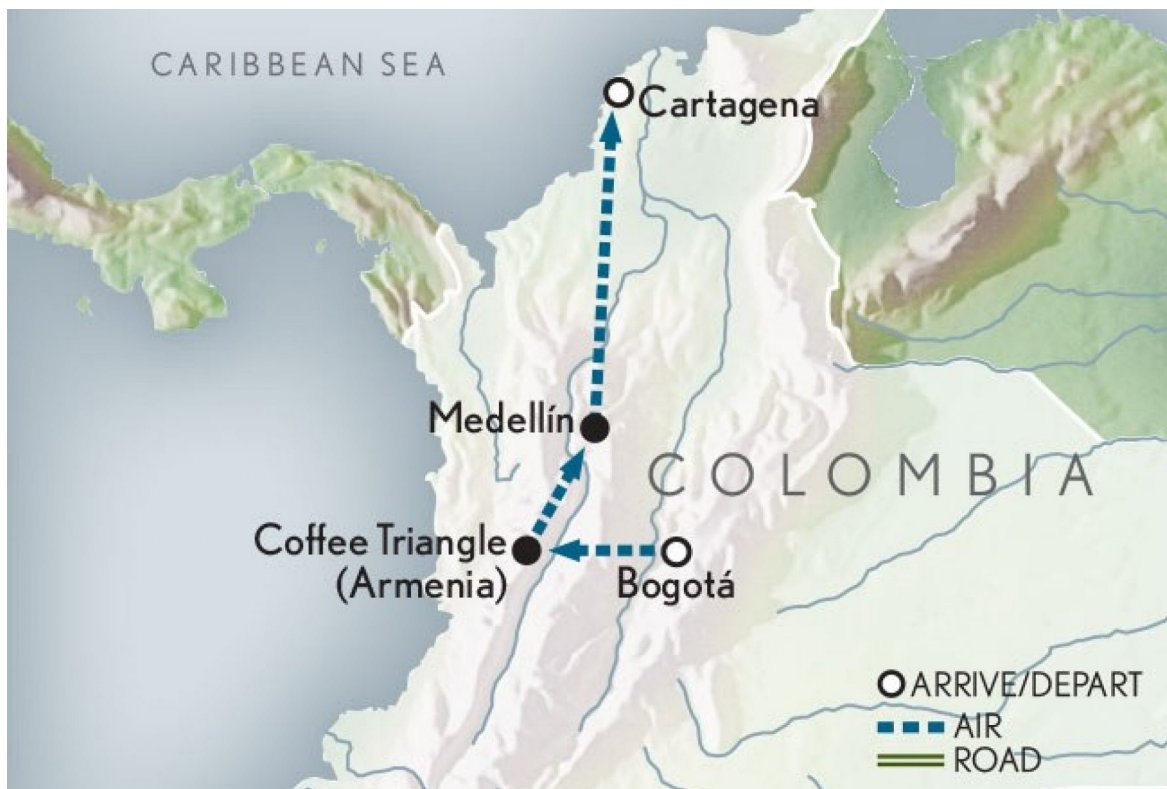 CARIBBEAN SEA
Cartagena
Medellín
COLOMBIA
Coffee Triangle
(Armenia)
Bogotá
ARRIVE/DEPART
AIR
ROAD